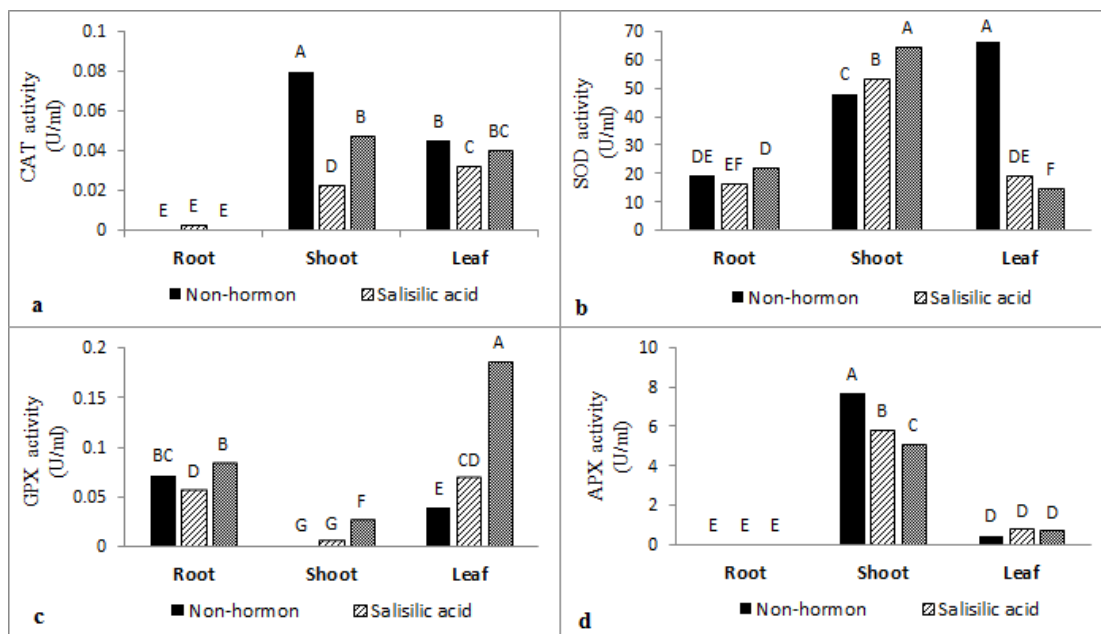 CAT activity
(U/ml)
0.1
0.08
0.06
0.04
0.02
0
E E E
A D B
B C BC
Root Shoot Leaf
Non-hormon Salisilic acid
a
SOD activity
(U/ml)
70
60
50
40
30
20
10
0
DE EF D
C B A
A DE F
Root Shoot Leaf
Non-hormon Salisilic acid
b
GPX activity
(U/ml)
0.2
0.15
0.1
0.05
0
BC D B
G G F
E CD A
Root Shoot Leaf
Non-hormon Salisilic acid
c
APX activity
(U/ml)
10
8
6
4
2
0
E E E
A B C
D D D
Root Shoot Leaf
Non-hormon Salisilic acid
d